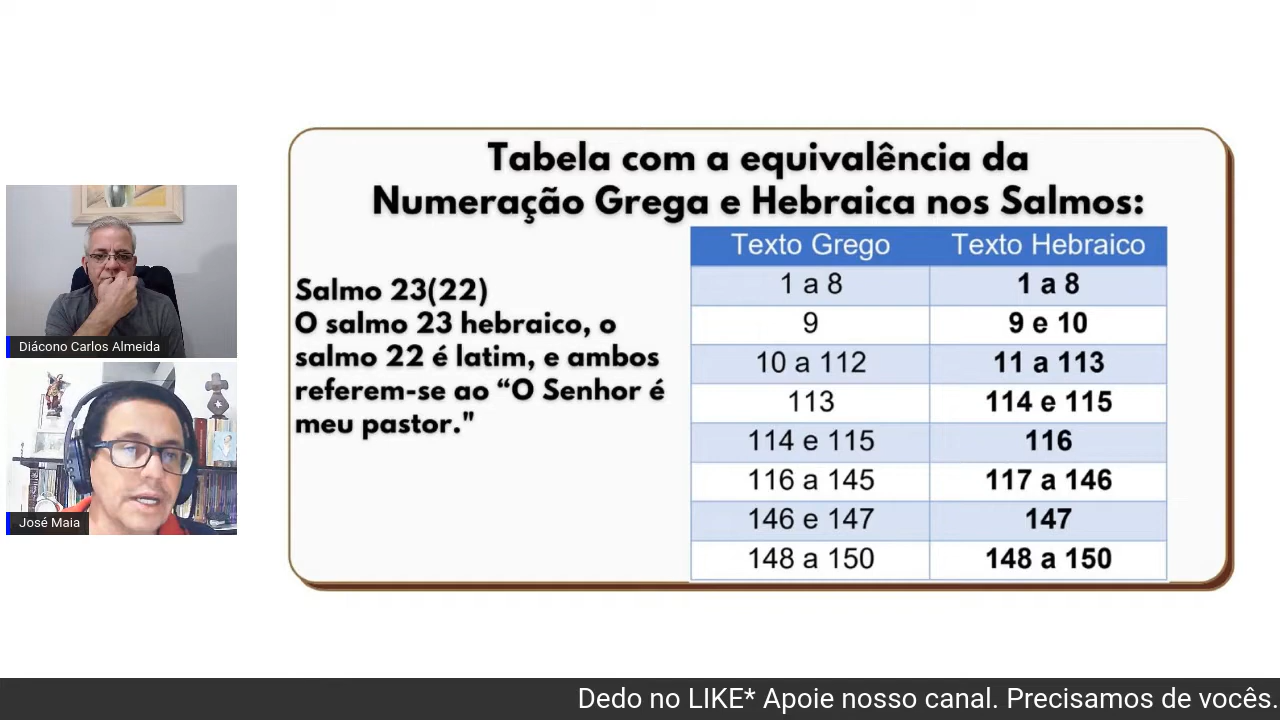 Tabela com a equivalência da
Numeração Grega e Hebraica nos Salmos:
Salmo 23(22)
O salmo 23 hebraico, o
salmo 22 é latim, e ambos
referem-se ao “O Senhor é
meu pastor."
Texto Grego Texto Hebraico
1 a 8 1 a 8
9 9 e 10
10 a 112 11 a 113
113 114 e 115
114 e 115 116
116 a 145 117 a 146
146 e 147 147
148 a 150 148 a 150
Diácono Carlos Almeida
José Maia
Dedo no LIKE* Apoie nosso canal. Precisamos de vocês.